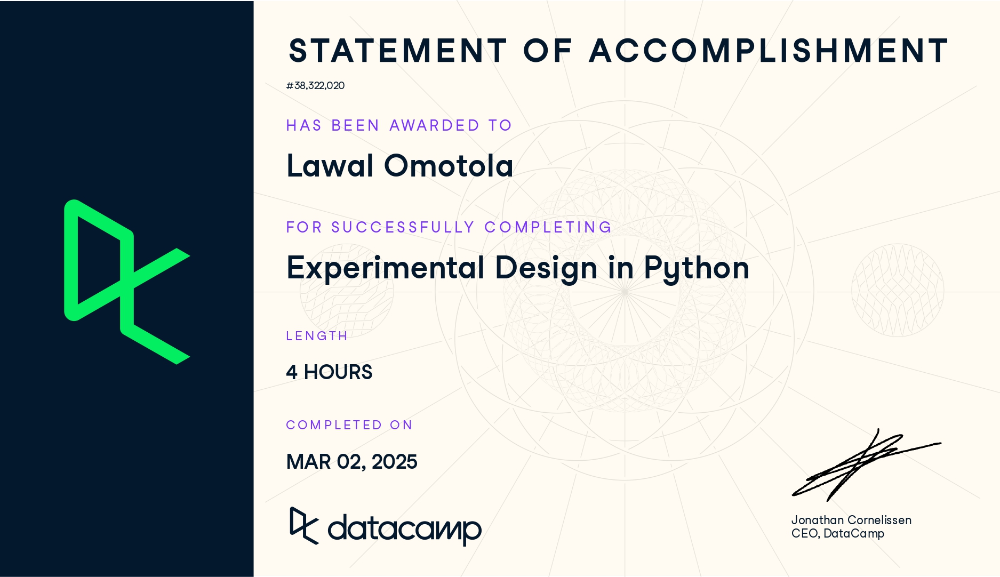 STATEMENT OF ACCOMPLISHMENT
#38,322,020
HAS BEEN AWARDED TO
Lawal Omotola
FOR SUCCESSFULLY COMPLETING
Experimental Design in Python
LENGTH
4 HOURS
COMPLETED ON
MAR 02, 2025
datacamp
Jonathan Cornelissen
CEO, DataCamp